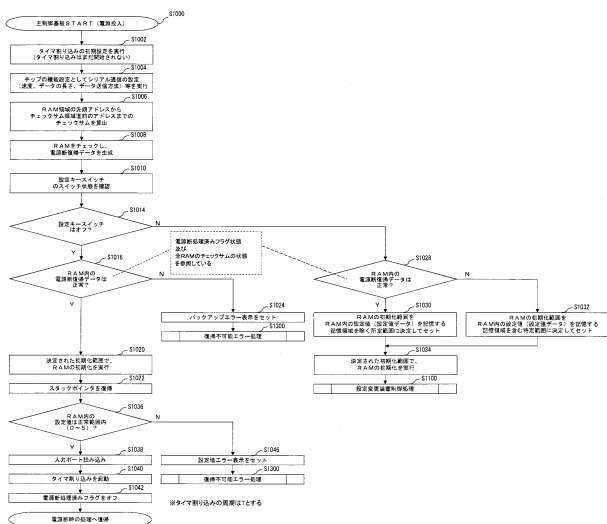 主制御基板START(電源投入)
S1000
S1002
タイマ割り込みの初期設定を実行
(タイマ割り込みはまだ開始されない)
S1004
チップの機能設定としてシリアル通信の設定
(速度、データの長さ、データ送信方法)等を実行
S1006
RAM領域の先頭アドレスから
チェックサム領域直前のアドレスまでの
チェックサムを算出
S1008
RAMをチェックし、
電源断復帰データを生成
S1010
設定キースイッチ
のスイッチ状態を確認
S1014
設定キースイッチ
はオフ?
N
Y
S1016
RAM内の
電源断復帰データは
正常?
N
Y
電源断処理済みフラグ状態
及び
全RAMのチェックサムの状態
を参照している
S1028
RAM内の
電源断復帰データは
正常?
N
Y
S1024
バックアップエラー表示をセット
S1300
復帰不可能エラー処理
S1030
RAMの初期化範囲を
RAM内の設定値(設定値データ)を記憶する
記憶領域を除く所定範囲に決定してセット
S1032
RAMの初期化範囲を
RAM内の設定値(設定値データ)を記憶する
記憶領域を含む特定範囲に決定してセット
S1020
決定された初期化範囲で、
RAMの初期化を実行
S1034
決定された初期化範囲で、
RAMの初期化を実行
S1022
スタックポインタを復帰
S1100
設定変更装置制御処理
S1036
RAM内の
設定値は正常範囲内
(0~5)?
N
Y
S1038
入力ポート読み込み
S1046
設定値エラー表示をセット
S1040
タイマ割り込みを起動
S1300
復帰不可能エラー処理
S1042
電源断処理済みフラグをオフ
※タイマ割り込みの周期はTとする
電源断時の処理へ復帰